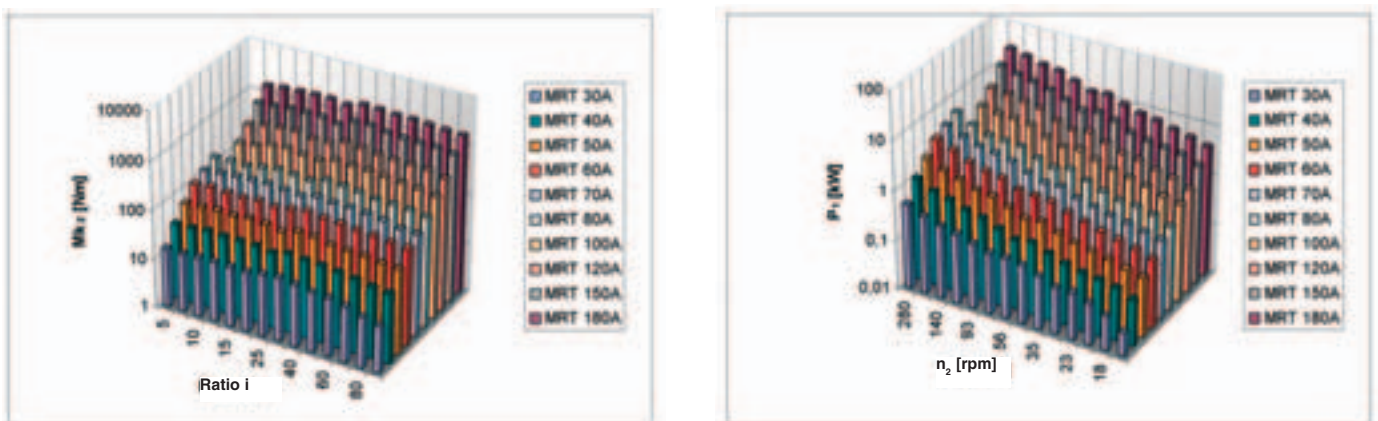 10000
1000
100
10
1
Mk₂ [Nm]
5
10
15
25
40
60
80
Ratio i
MRT 30A
MRT 40A
MRT 50A
MRT 60A
MRT 70A
MRT 80A
MRT 100A
MRT 120A
MRT 150A
MRT 180A
100
10
1
0,1
0,01
P₁ [kW]
280
140
93
56
35
23
18
n₂ [rpm]
MRT 30A
MRT 40A
MRT 50A
MRT 60A
MRT 70A
MRT 80A
MRT 100A
MRT 120A
MRT 150A
MRT 180A